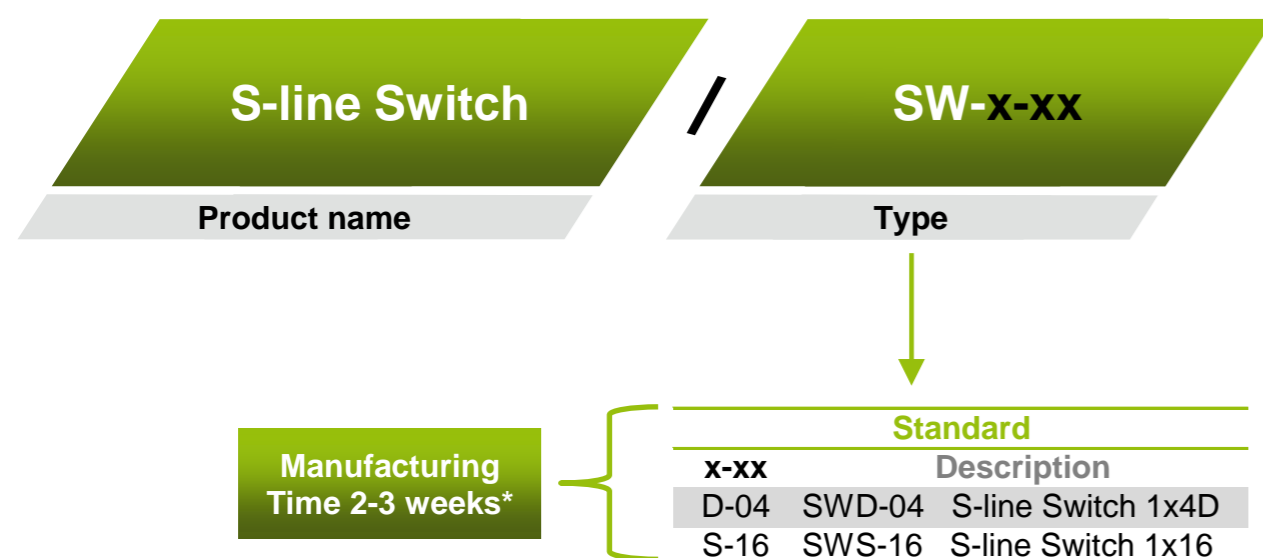 S-line Switch / SW-x-xx
Product name Type
Manufacturing
Time 2-3 weeks*
Standard
x-xx Description
D-04 SWD-04 S-line Switch 1x4D
S-16 SWS-16 S-line Switch 1x16